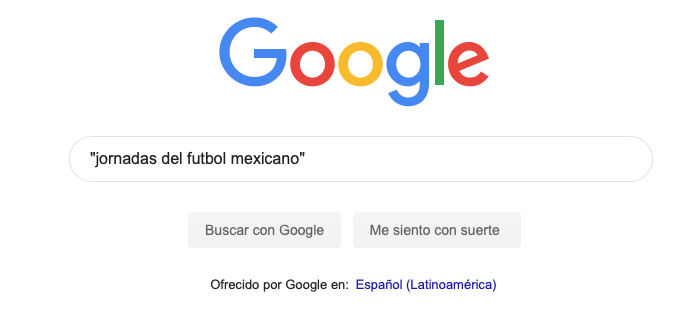 Google
"jornadas del futbol mexicano"
Buscar con Google Me siento con suerte
Ofrecido por Google en: Español (Latinoamérica)